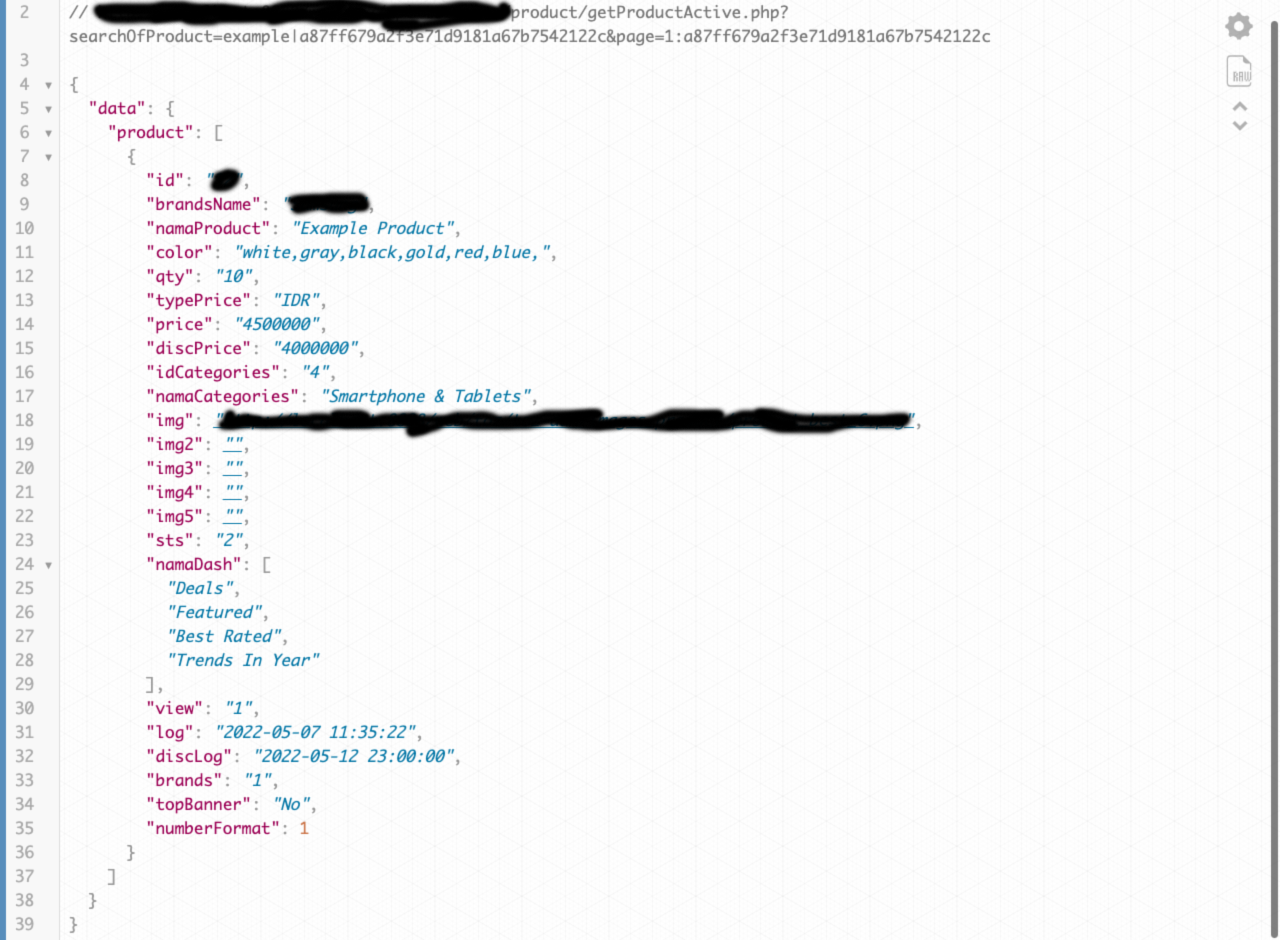 2 // product/getProductActive.php?
searchOfProduct=example|a87ff679a2f3e71d9181a67b7542122c&page=1:a87ff679a2f3e71d9181a67b7542122c
3
4 {
5 "data": {
6 "product": [
7 {
8 "id": "",
9 "brandsName": ",
10 "namaProduct": "Example Product",
11 "color": "white,gray,black,gold,red,blue,",
12 "qty": "10",
13 "typePrice": "IDR",
14 "price": "4500000",
15 "discPrice": "4000000",
16 "idCategories": "4",
17 "namaCategories": "Smartphone & Tablets",
18 "img": "",
19 "img2": "",
20 "img3": "",
21 "img4": "",
22 "img5": "",
23 "sts": "2",
24 "namaDash": [
25 "Deals",
26 "Featured",
27 "Best Rated",
28 "Trends In Year"
29 ],
30 "view": "1",
31 "log": "2022-05-07 11:35:22",
32 "discLog": "2022-05-12 23:00:00",
33 "brands": "1",
34 "topBanner": "No",
35 "numberFormat": 1
36 }
37 ]
38 }
39 }
RAW